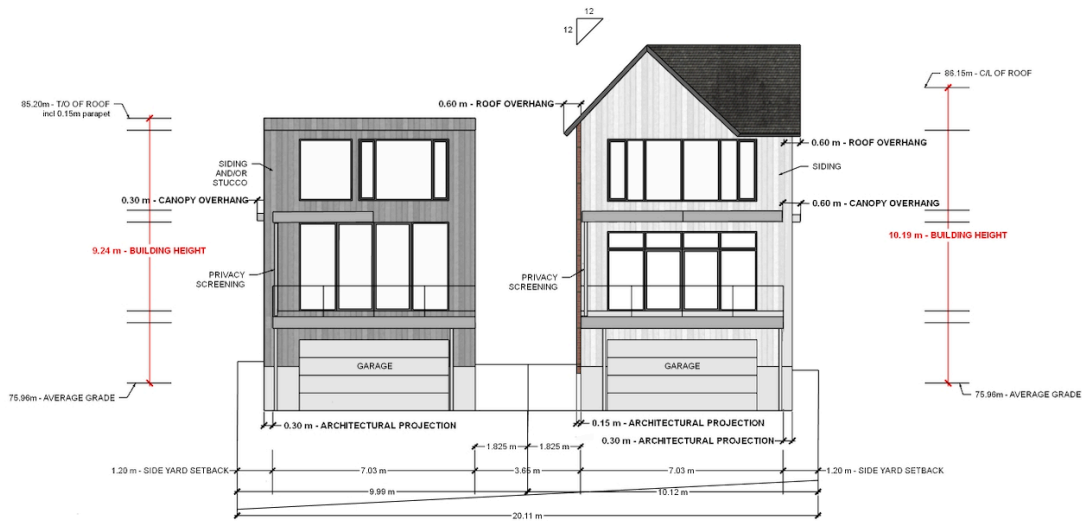 12
12
86.15m - C/L OF ROOF
85.20m - T/O OF ROOF
incl 0.15m parapet
0.60 m - ROOF OVERHANG
0.60 m - ROOF OVERHANG
SIDING
AND/OR
STUCCO
SIDING
0.30 m - CANOPY OVERHANG
0.60 m - CANOPY OVERHANG
9.24 m - BUILDING HEIGHT
10.19 m - BUILDING HEIGHT
PRIVACY
SCREENING
PRIVACY
SCREENING
GARAGE
GARAGE
75.96m - AVERAGE GRADE
75.96m - AVERAGE GRADE
0.30 m - ARCHITECTURAL PROJECTION
0.15 m - ARCHITECTURAL PROJECTION
0.30 m - ARCHITECTURAL PROJECTION
1.825 m
1.825 m
1.20 m - SIDE YARD SETBACK
7.03 m
3.65 m
7.03 m
1.20 m - SIDE YARD SETBACK
9.99 m
10.12 m
20.11 m